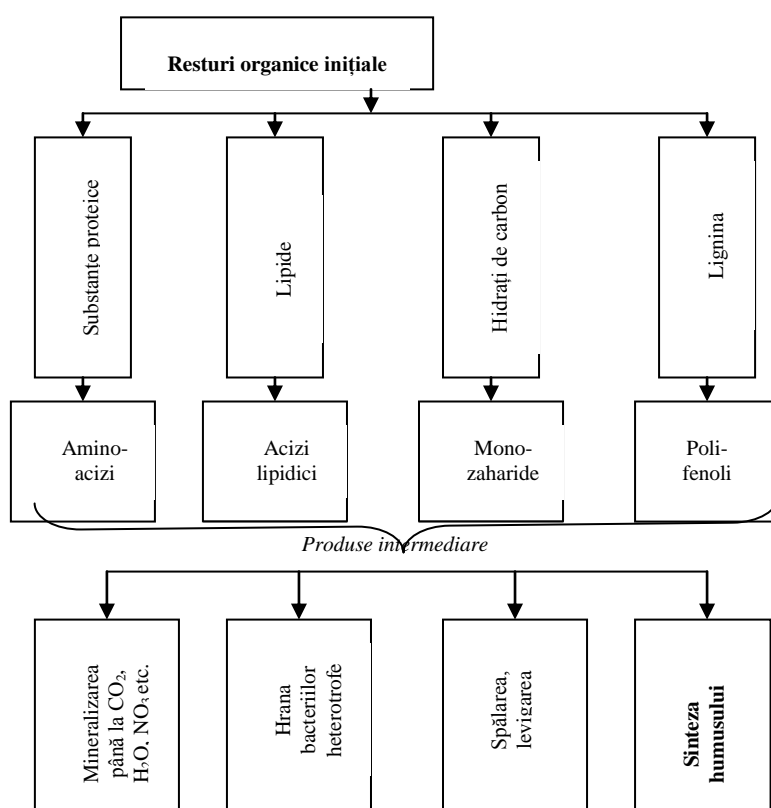 Resturi organice inițiale
Substanțe proteice
Lipide
Hidrați de carbon
Lignina
Amino-
acizi
Acizi
lipidici
Mono-
zaharide
Poli-
fenoli
Produse intermediare
Mineralizarea
până la CO₂,
H₂O, NO₃ etc.
Hrana
bacteriilor
heterotrofe
Spălarea,
levigarea
Sinteza
humusului